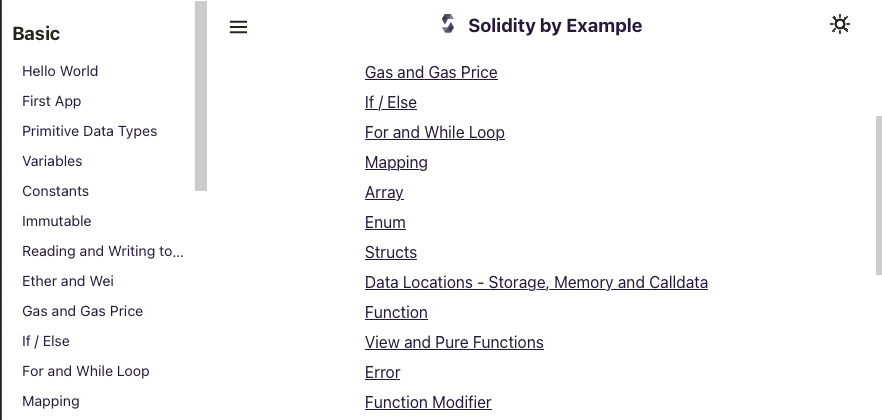 Basic
Hello World
First App
Primitive Data Types
Variables
Constants
Immutable
Reading and Writing to...
Ether and Wei
Gas and Gas Price
If / Else
For and While Loop
Mapping
Solidity by Example
Gas and Gas Price
If / Else
For and While Loop
Mapping
Array
Enum
Structs
Data Locations - Storage, Memory and Calldata
Function
View and Pure Functions
Error
Function Modifier